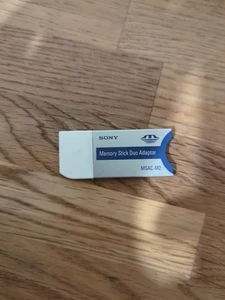 SONY
Memory Stick Duo Adaptor
MSAC-M2